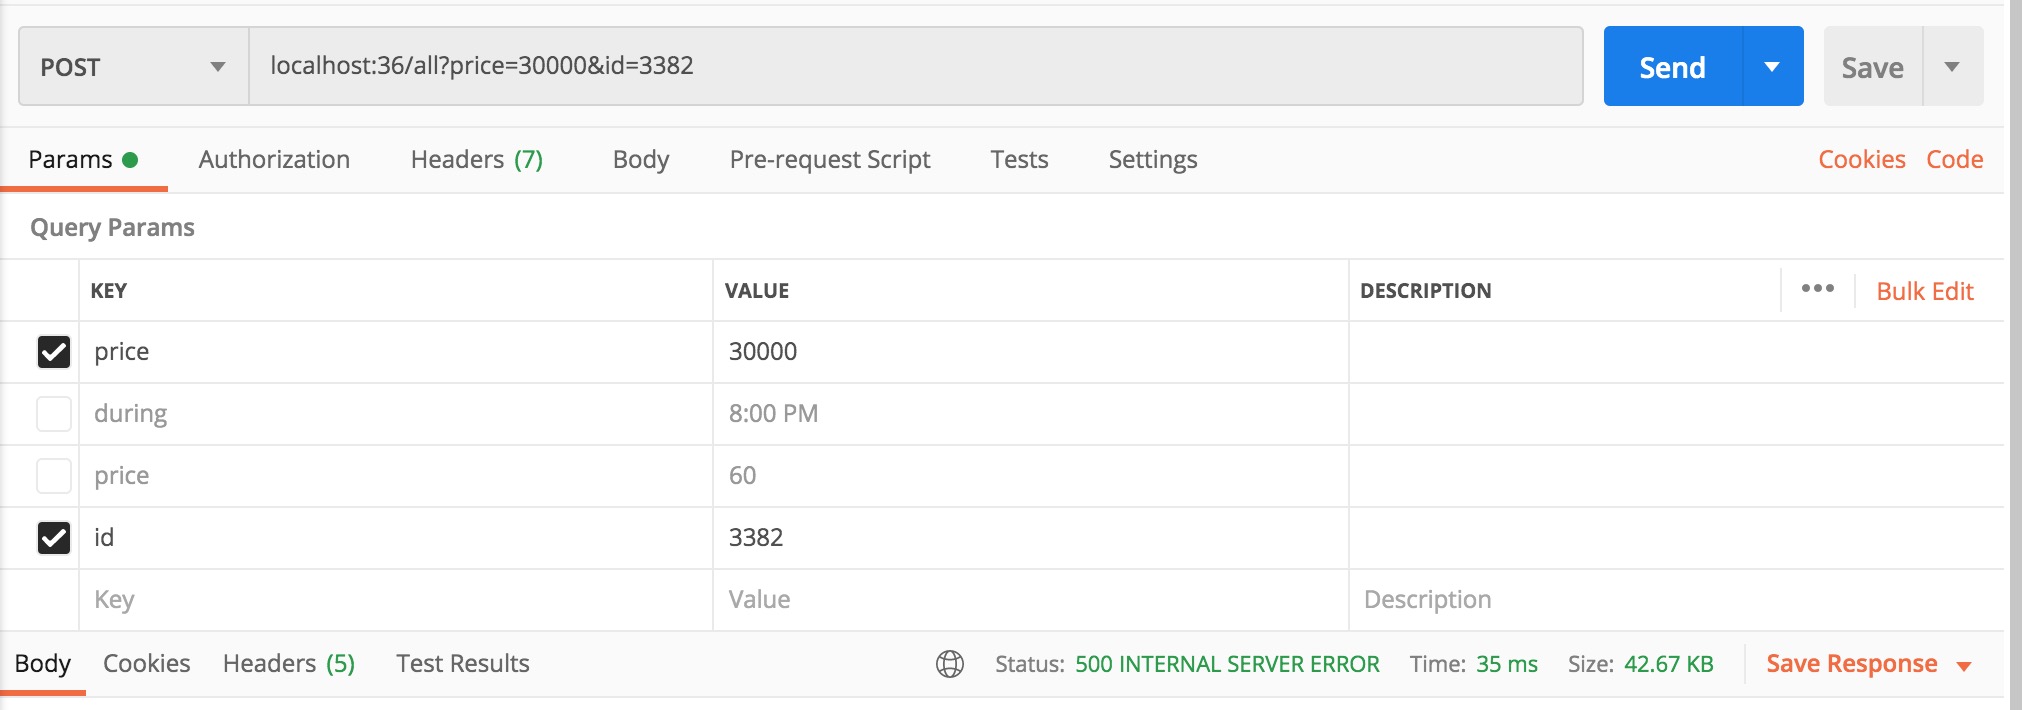 POST localhost:36/all?price=30000&id=3382 Send Save
Params Authorization Headers (7) Body Pre-request Script Tests Settings Cookies Code
Query Params
KEY VALUE DESCRIPTION ••• Bulk Edit
price 30000
during 8:00 PM
price 60
id 3382
Key Value Description
Body Cookies Headers (5) Test Results Status: 500 INTERNAL SERVER ERROR Time: 35 ms Size: 42.67 KB Save Response